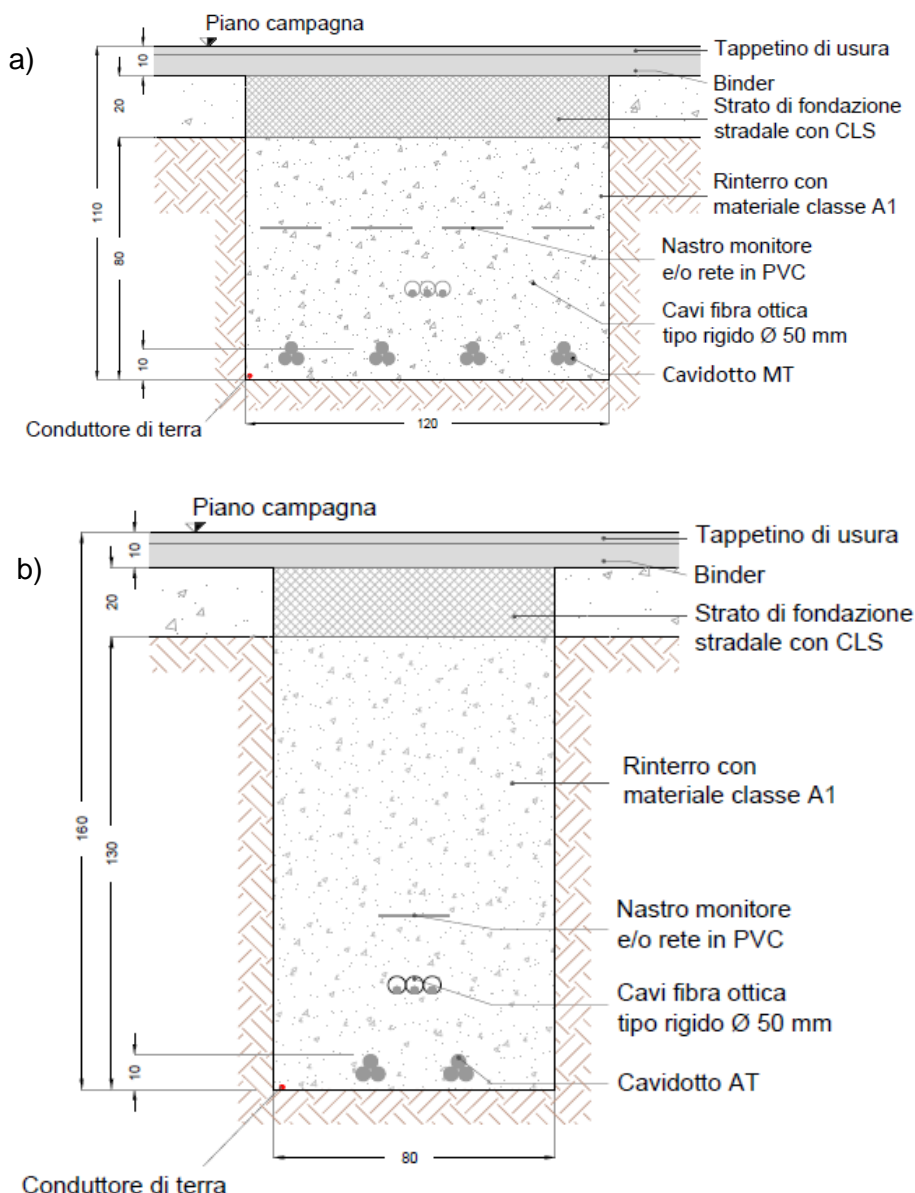 a)
Piano campagna
Tappetino di usura
Binder
Strato di fondazione
stradale con CLS
Rinterro con
materiale classe A1
Nastro monitore
e/o rete in PVC
Cavi fibra ottica
tipo rigido Ø 50 mm
Cavidotto MT
Conduttore di terra
10
20
110
80
10
120
b)
Piano campagna
Tappetino di usura
Binder
Strato di fondazione
stradale con CLS
Rinterro con
materiale classe A1
Nastro monitore
e/o rete in PVC
Cavi fibra ottica
tipo rigido Ø 50 mm
Cavidotto AT
Conduttore di terra
10
20
160
130
10
80